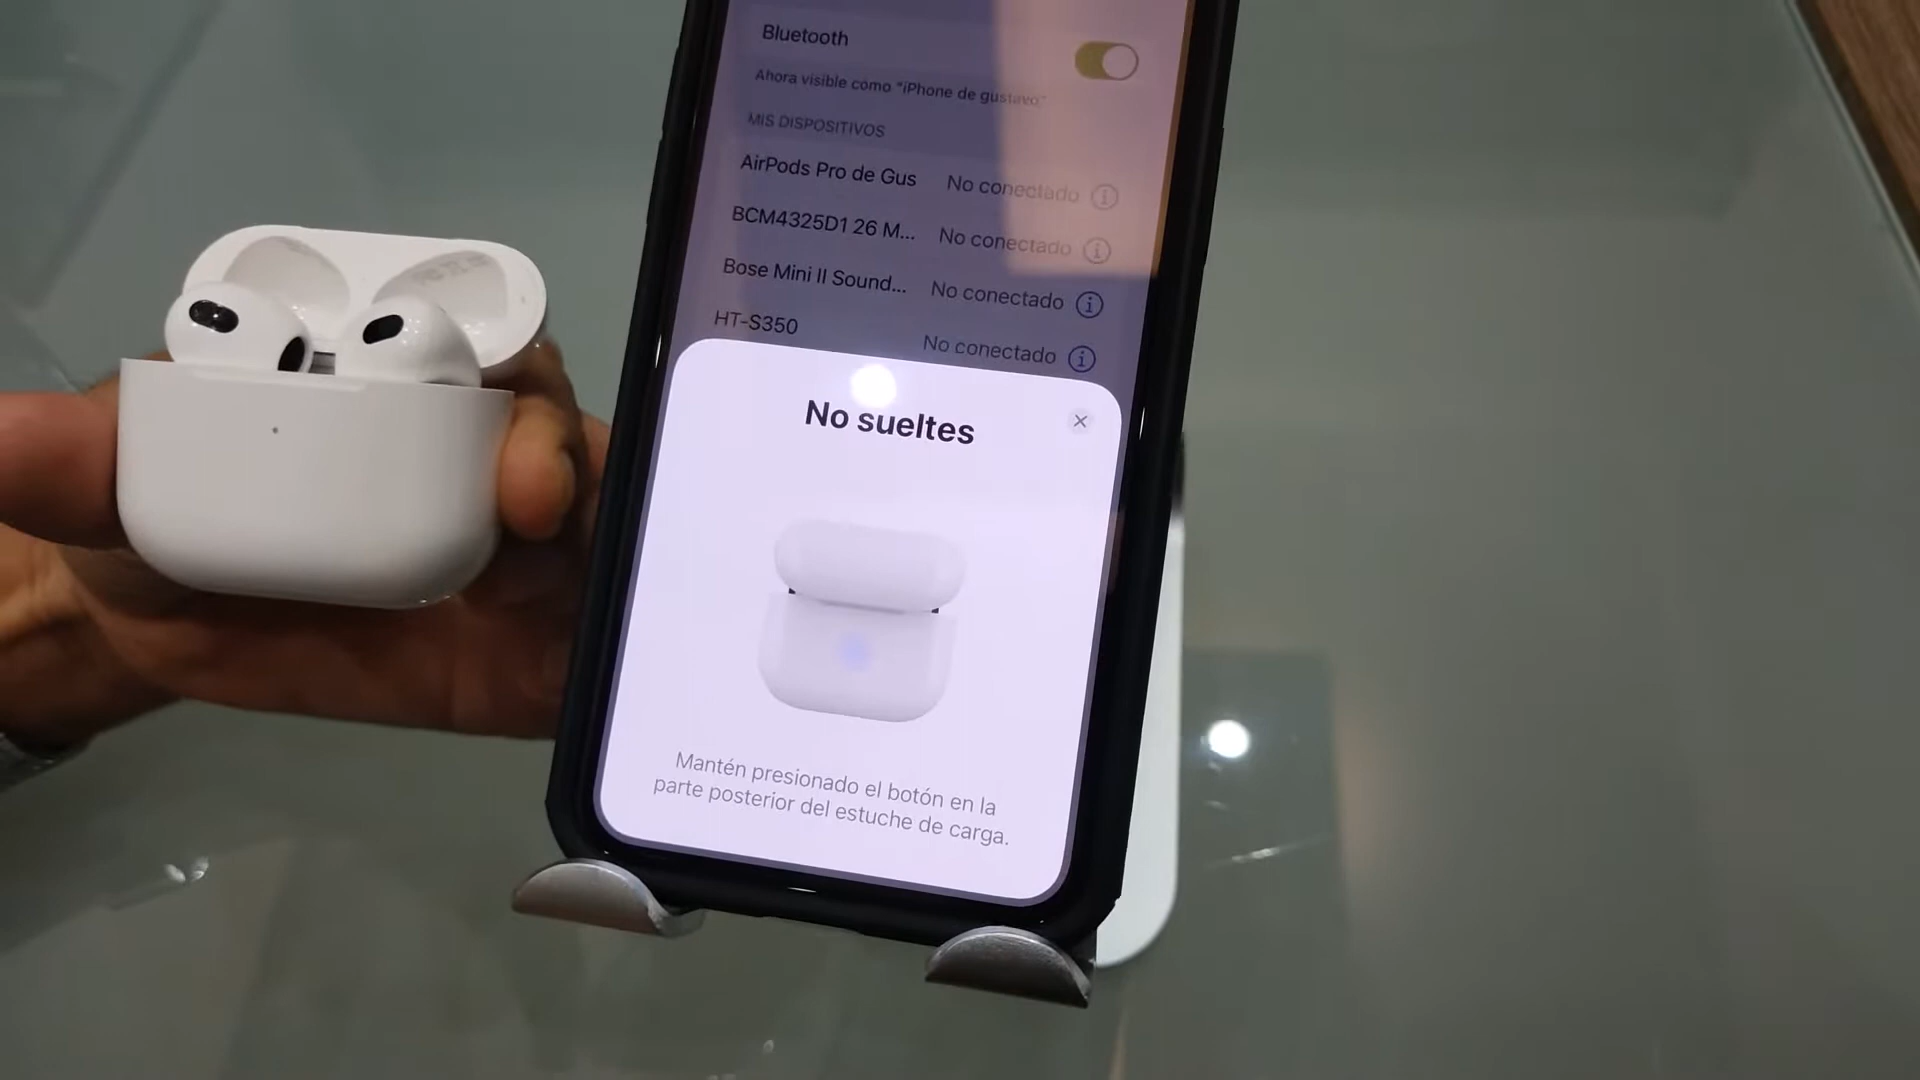 Bluetooth
Ahora visible como "iPhone de gustavo"
MIS DISPOSITIVOS
AirPods Pro de Gus No conectado
BCM4325D1 26 M... No conectado
Bose Mini II Sound... No conectado
HT-S350 No conectado
No sueltes
Mantén presionado el botón en la
parte posterior del estuche de carga.